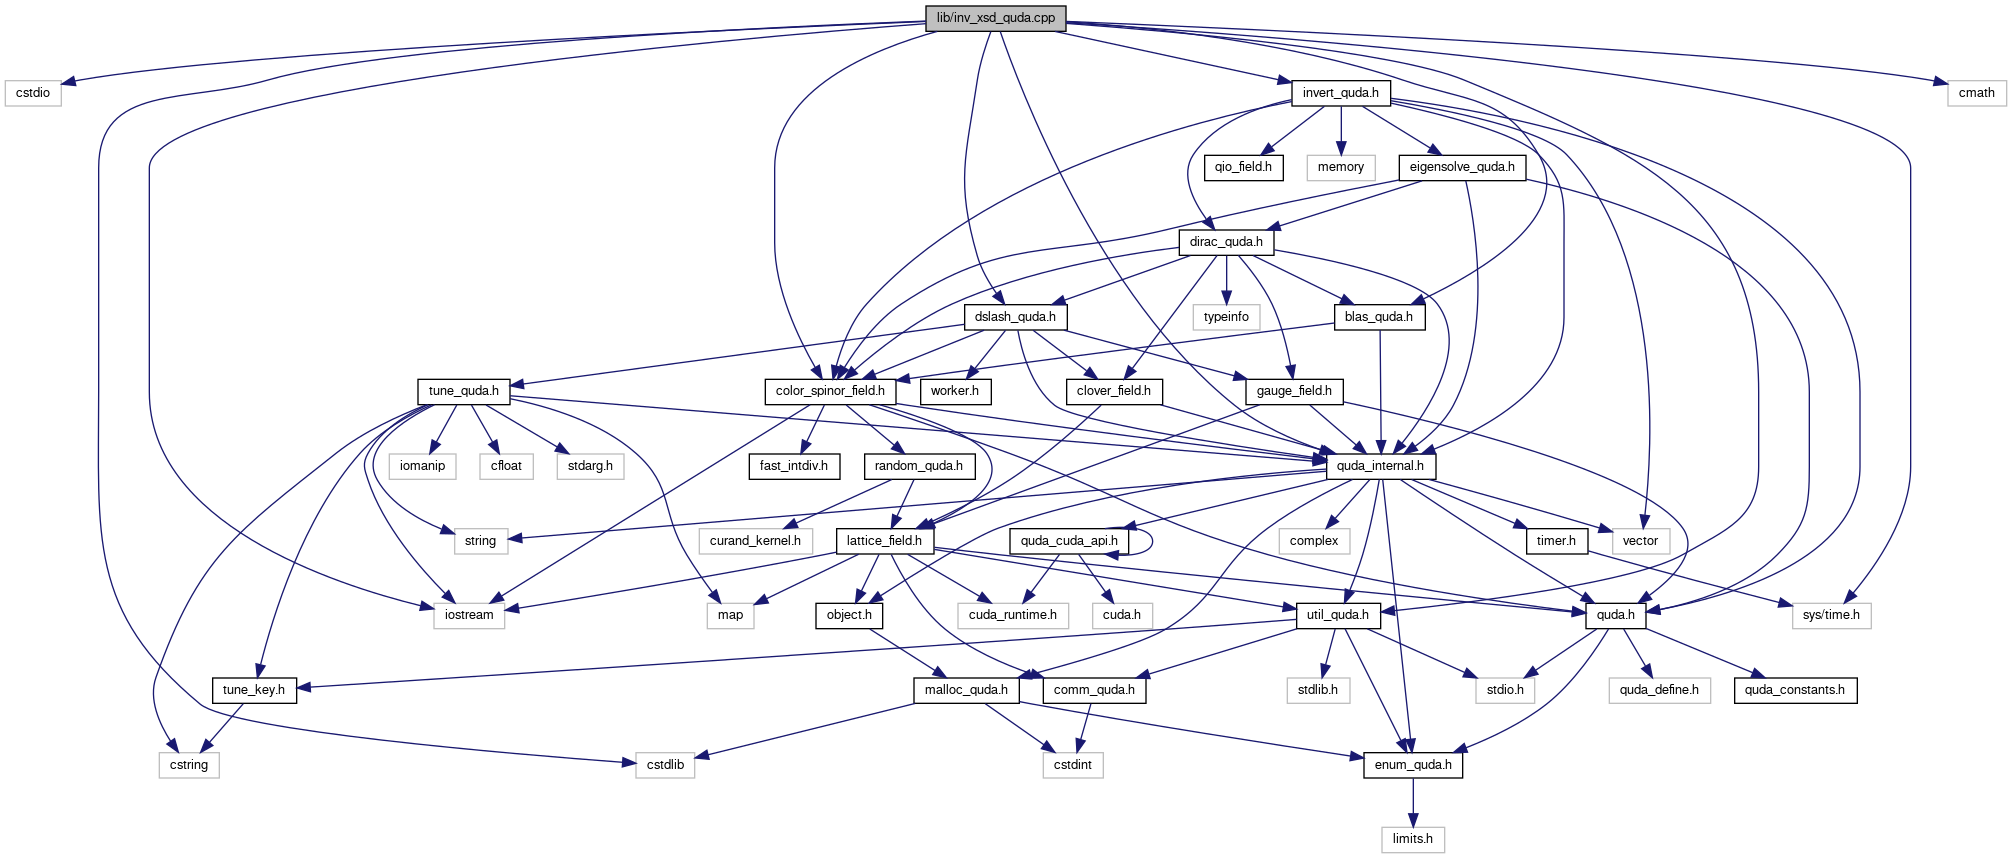 lib/inv_xsd_quda.cpp
cstdio
invert_quda.h
cmath
qio_field.h
memory
eigensolve_quda.h
dirac_quda.h
dslash_quda.h
typeinfo
blas_quda.h
tune_quda.h
color_spinor_field.h
worker.h
clover_field.h
gauge_field.h
iomanip
cfloat
stdarg.h
fast_intdiv.h
random_quda.h
quda_internal.h
string
curand_kernel.h
lattice_field.h
quda_cuda_api.h
complex
timer.h
vector
iostream
map
object.h
cuda_runtime.h
cuda.h
util_quda.h
quda.h
sys/time.h
tune_key.h
malloc_quda.h
comm_quda.h
stdlib.h
stdio.h
quda_define.h
quda_constants.h
cstring
cstdlib
cstdint
enum_quda.h
limits.h